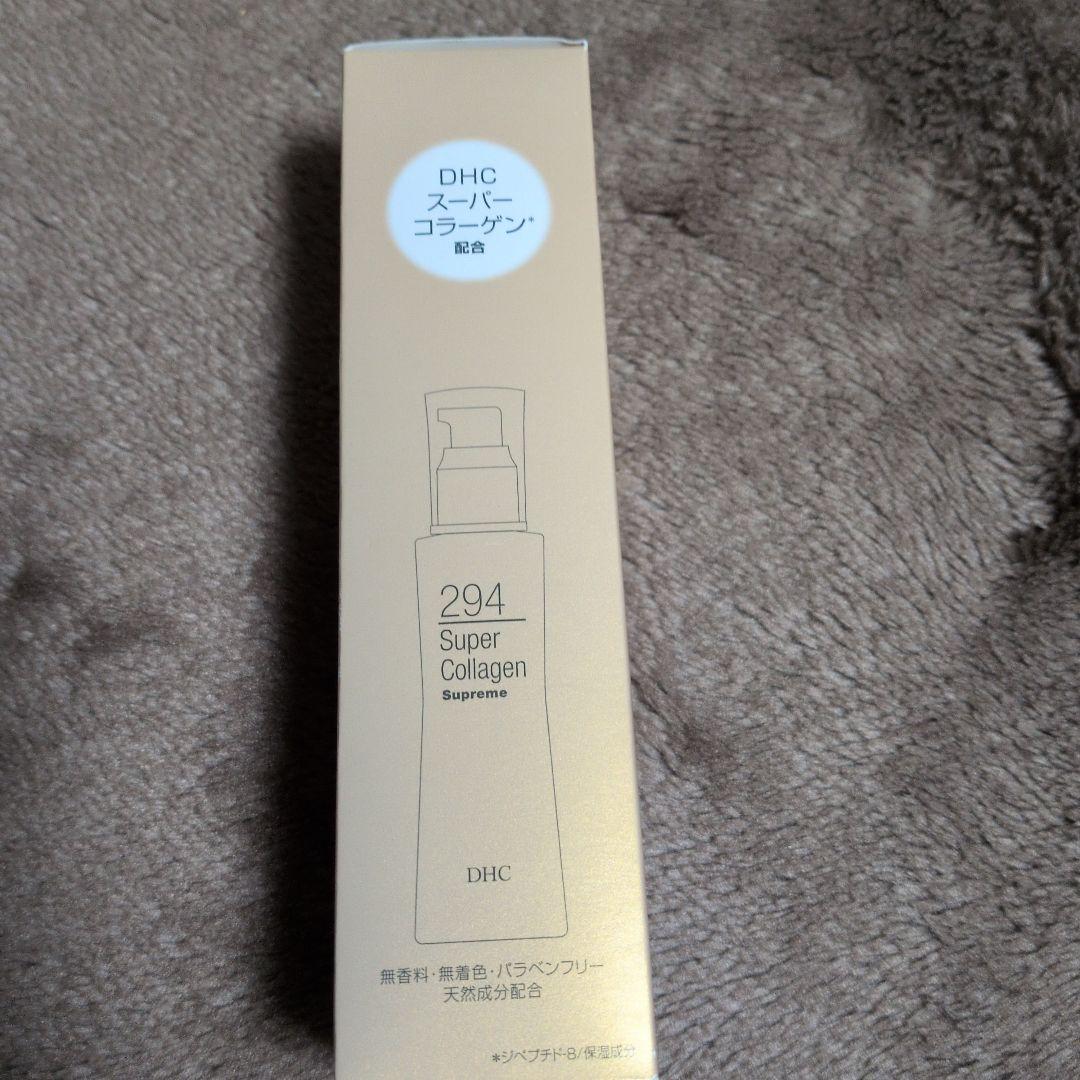 DHC
スーパー
コラーゲン*
配合
294
Super
Collagen
Supreme
DHC
無香料・無着色・パラベンフリー
天然成分配合
*ジペプチド-8/保湿成分